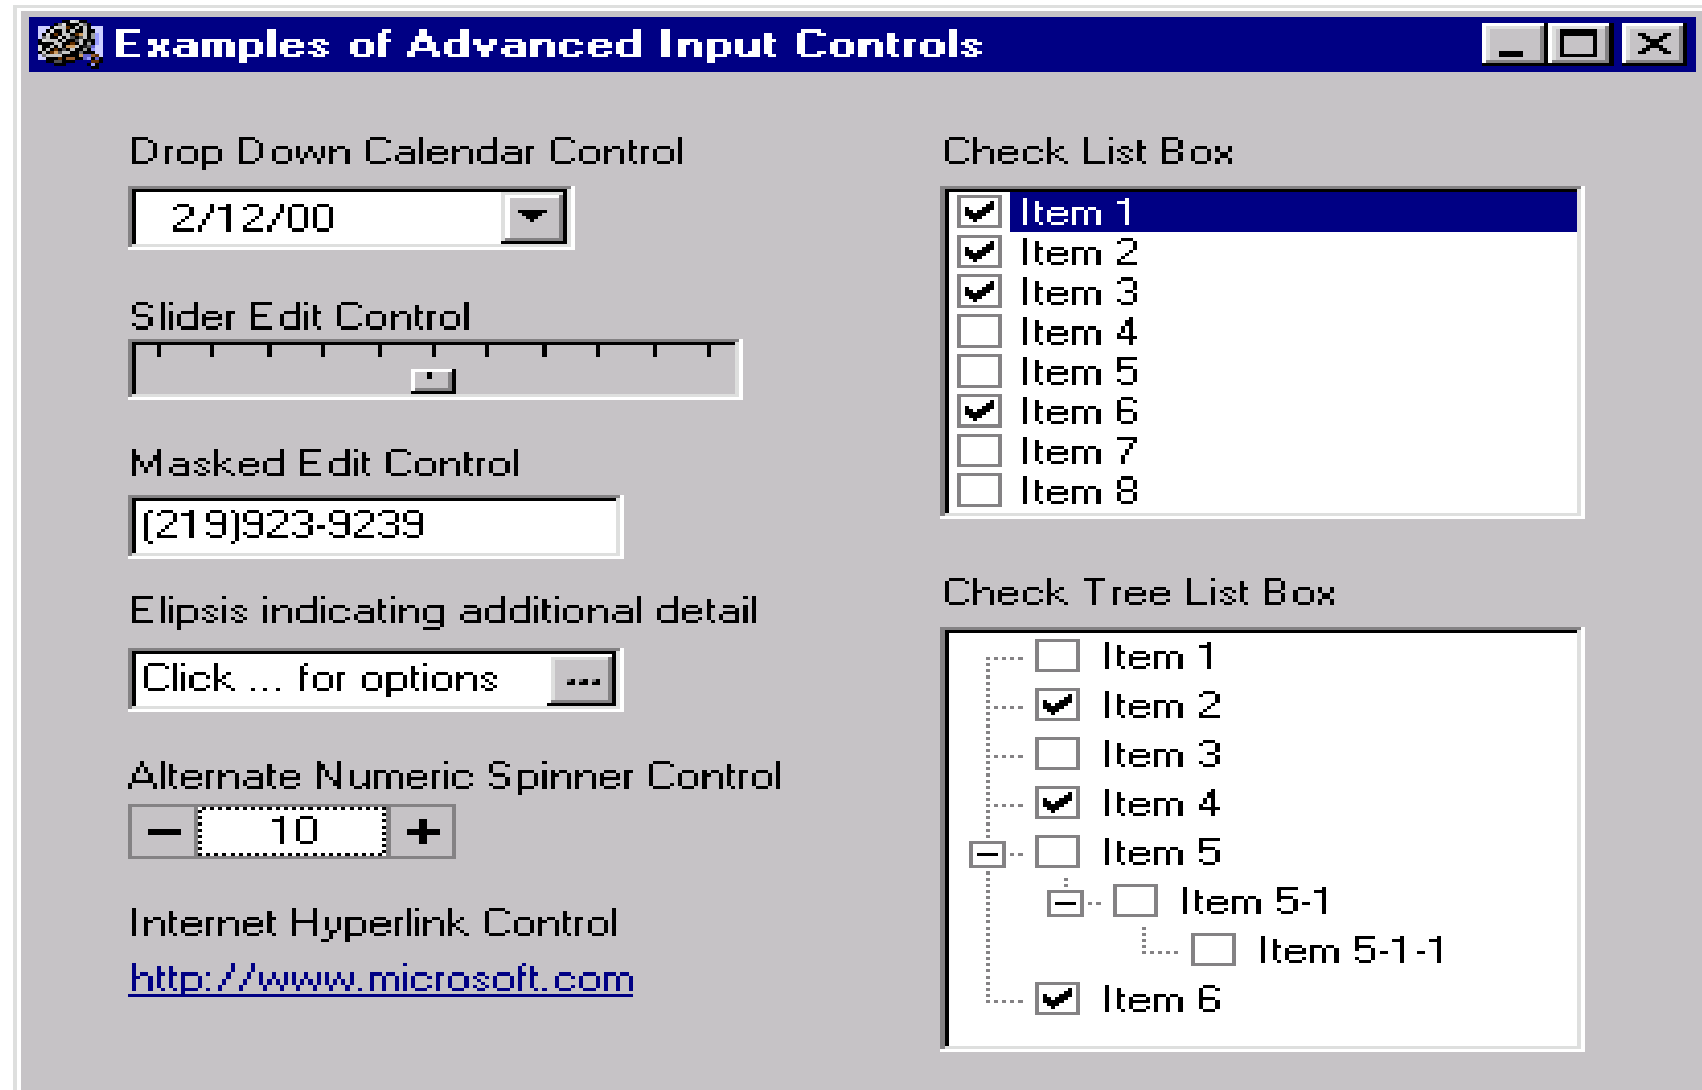 Examples of Advanced Input Controls
Drop Down Calendar Control
2/12/00
Slider Edit Control
Masked Edit Control
(219)923-9239
Elipsis indicating additional detail
Click ... for options ...
Alternate Numeric Spinner Control
− 10 +
Internet Hyperlink Control
http://www.microsoft.com
Check List Box
Item 1
Item 2
Item 3
Item 4
Item 5
Item 6
Item 7
Item 8
Check Tree List Box
Item 1
Item 2
Item 3
Item 4
Item 5
Item 5-1
Item 5-1-1
Item 6